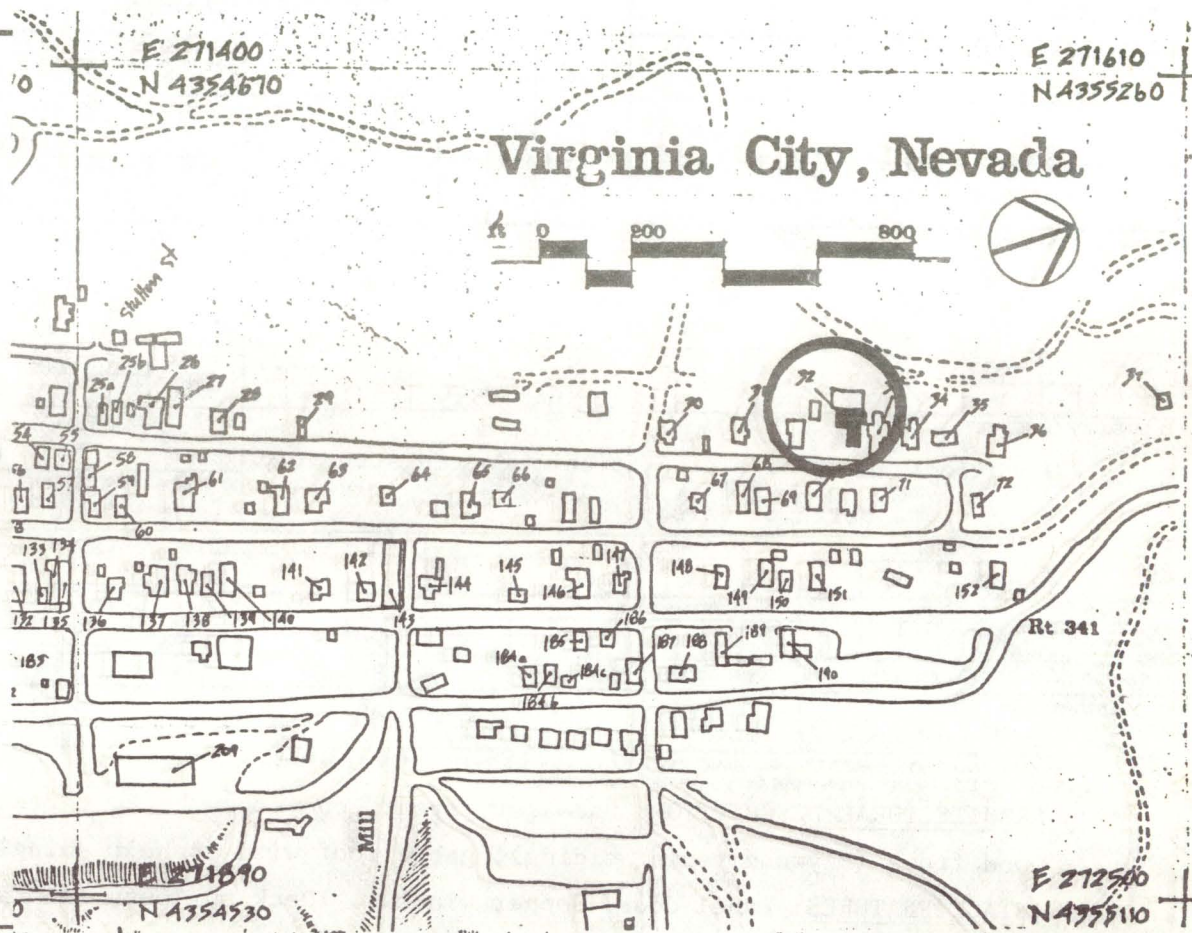 E 271400
N 4354670
E 271610
N 4355260
Virginia City, Nevada
0 200 800
Sutton St
25a 25b 26 27 28 29
30 32 34 35 36 37
54 55
56 57 58 59 60 61 62 63 64 65 66 67 68 69 71 72
133 134
132 135 136 137 138 139 140 141 142 143 144 145 146 147 148 149 150 151 152
Rt 341
185 186 187 188 189 190
184a 184b 184c
185
209
Mill
E 271890
N 4354530
E 272500
N 4355110